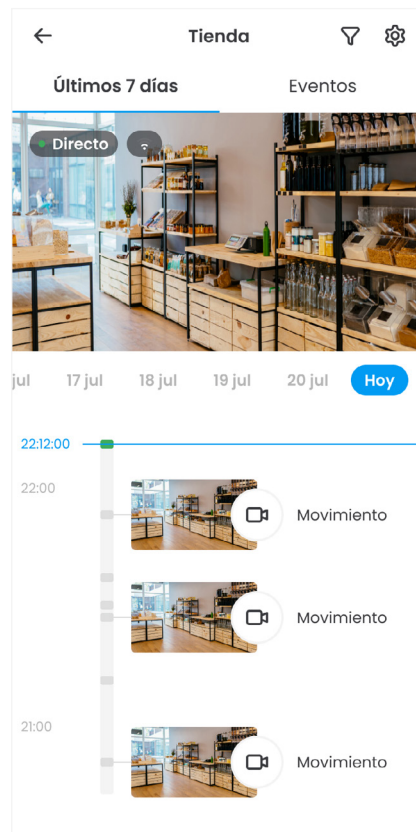 Tienda
Últimos 7 días
Eventos
Directo
jul
17 jul
18 jul
19 jul
20 jul
Hoy
22:12:00
22:00
Movimiento
Movimiento
21:00
Movimiento